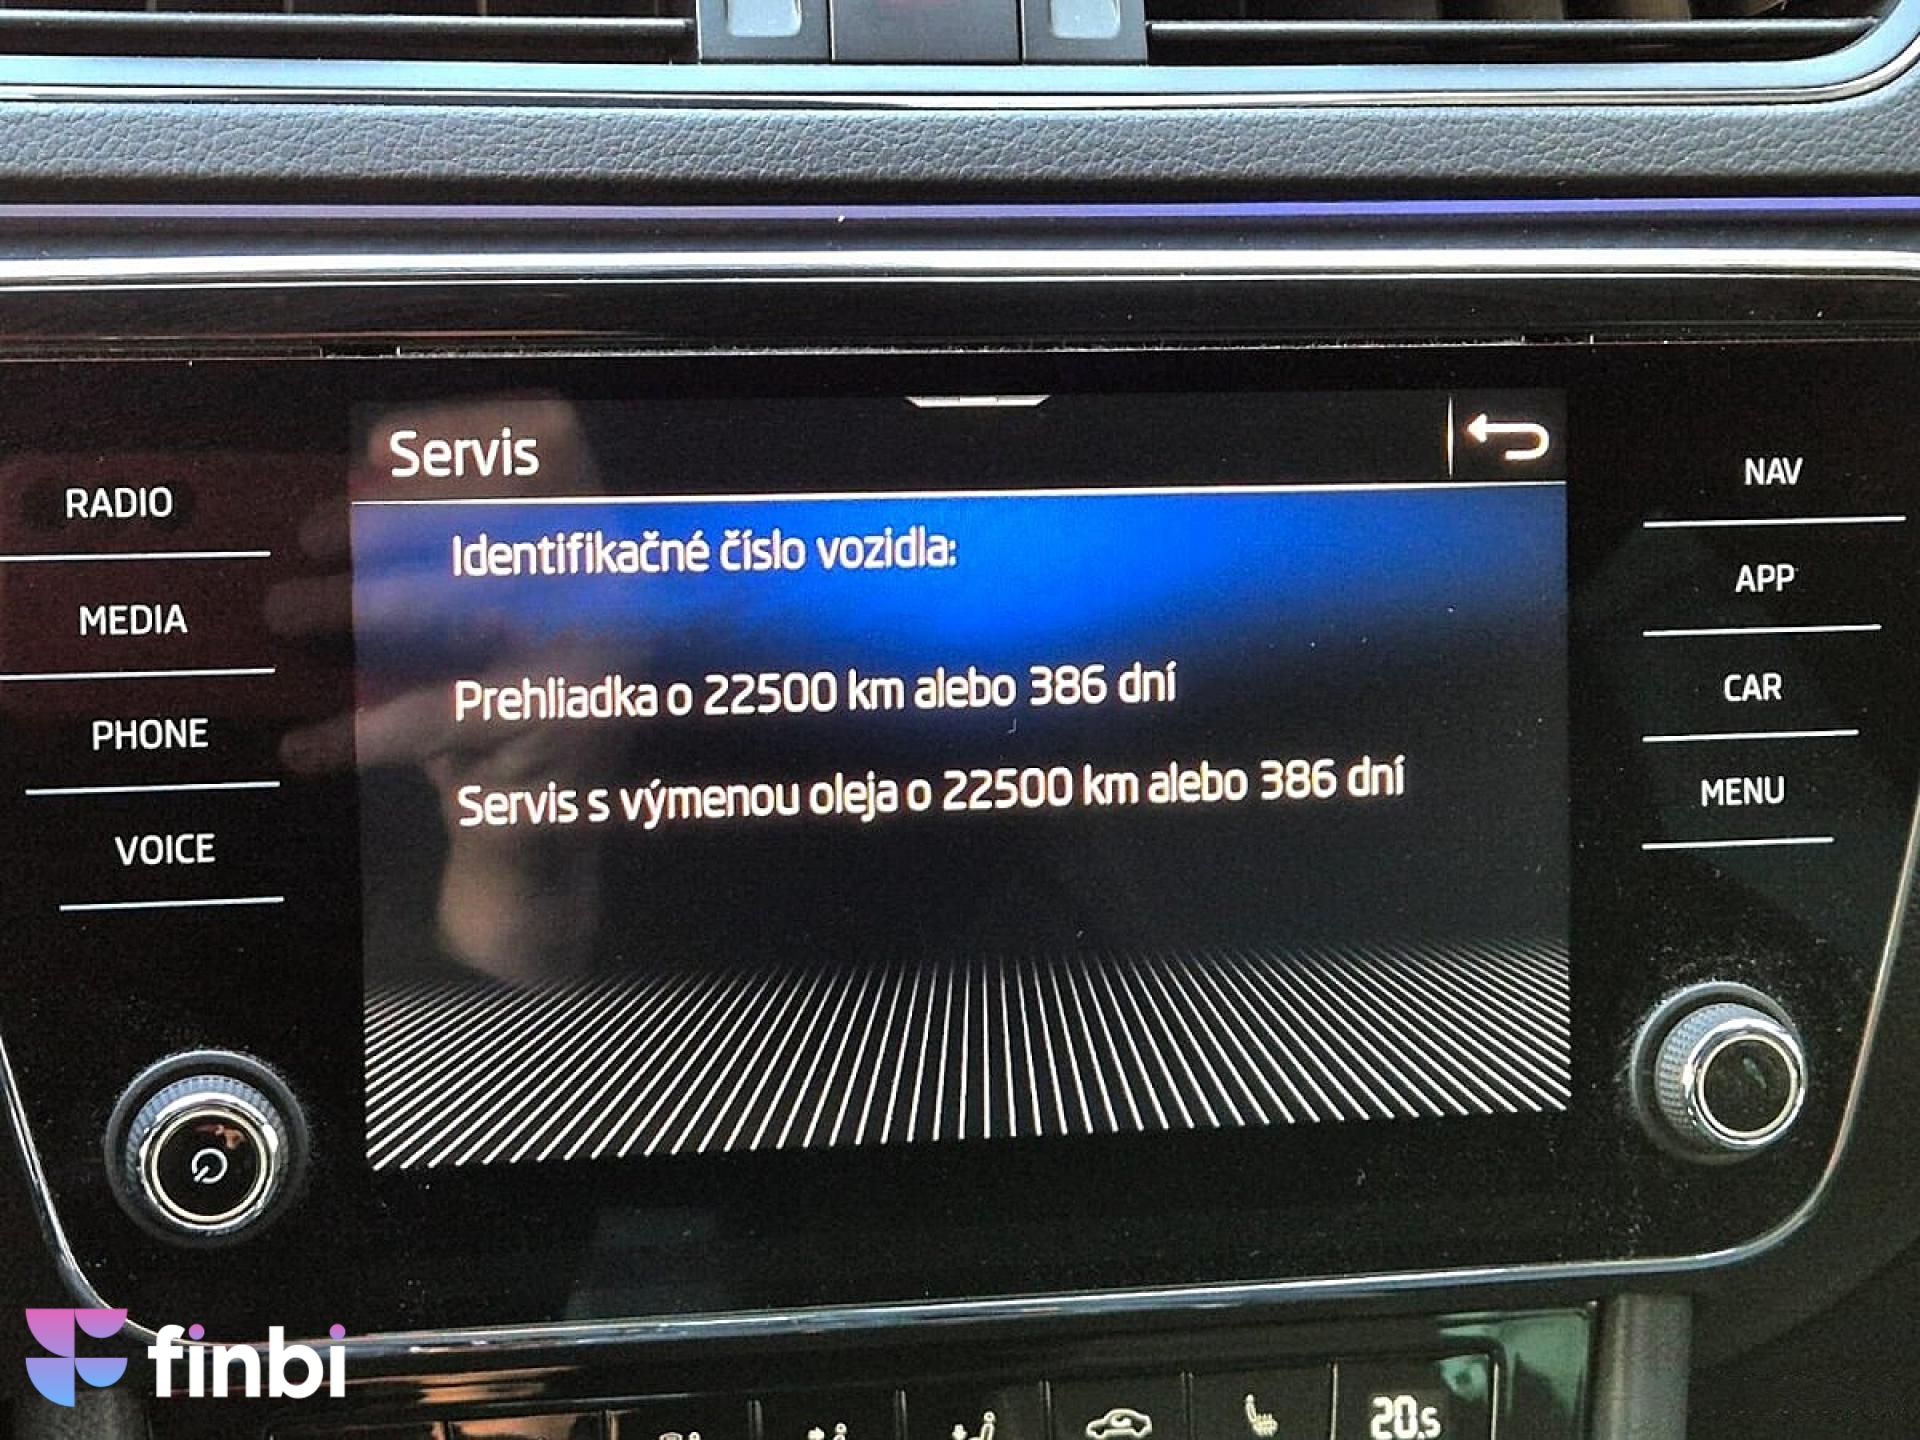 Servis
RADIO
NAV
Identifikačné číslo vozidla:
APP
MEDIA
Prehliadka o 22500 km alebo 386 dní
CAR
PHONE
Servis s výmenou oleja o 22500 km alebo 386 dní
MENU
VOICE
finbi
20.5